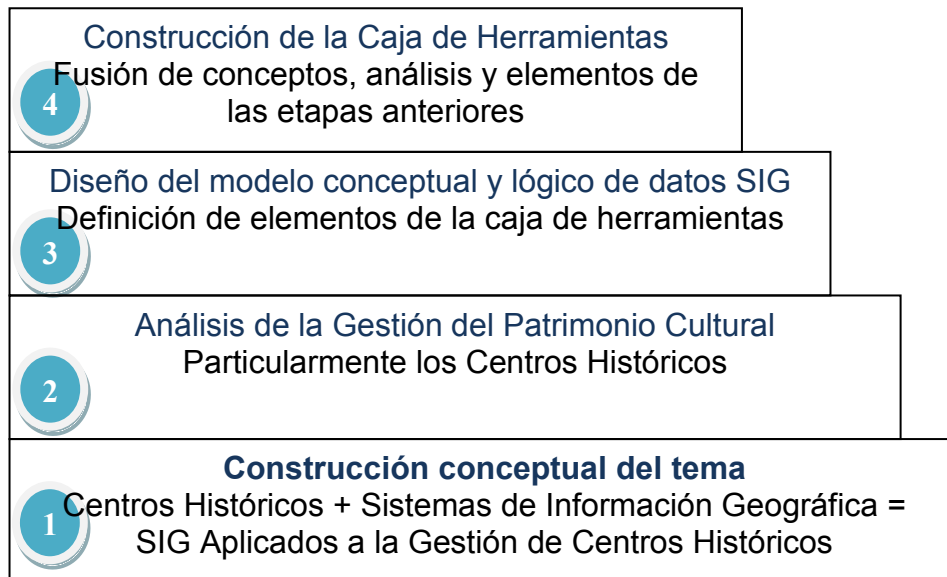 Construcción de la Caja de Herramientas
Fusión de conceptos, análisis y elementos de
las etapas anteriores
4
Diseño del modelo conceptual y lógico de datos SIG
Definición de elementos de la caja de herramientas
3
Análisis de la Gestión del Patrimonio Cultural
Particularmente los Centros Históricos
2
Construcción conceptual del tema
Centros Históricos + Sistemas de Información Geográfica =
SIG Aplicados a la Gestión de Centros Históricos
1